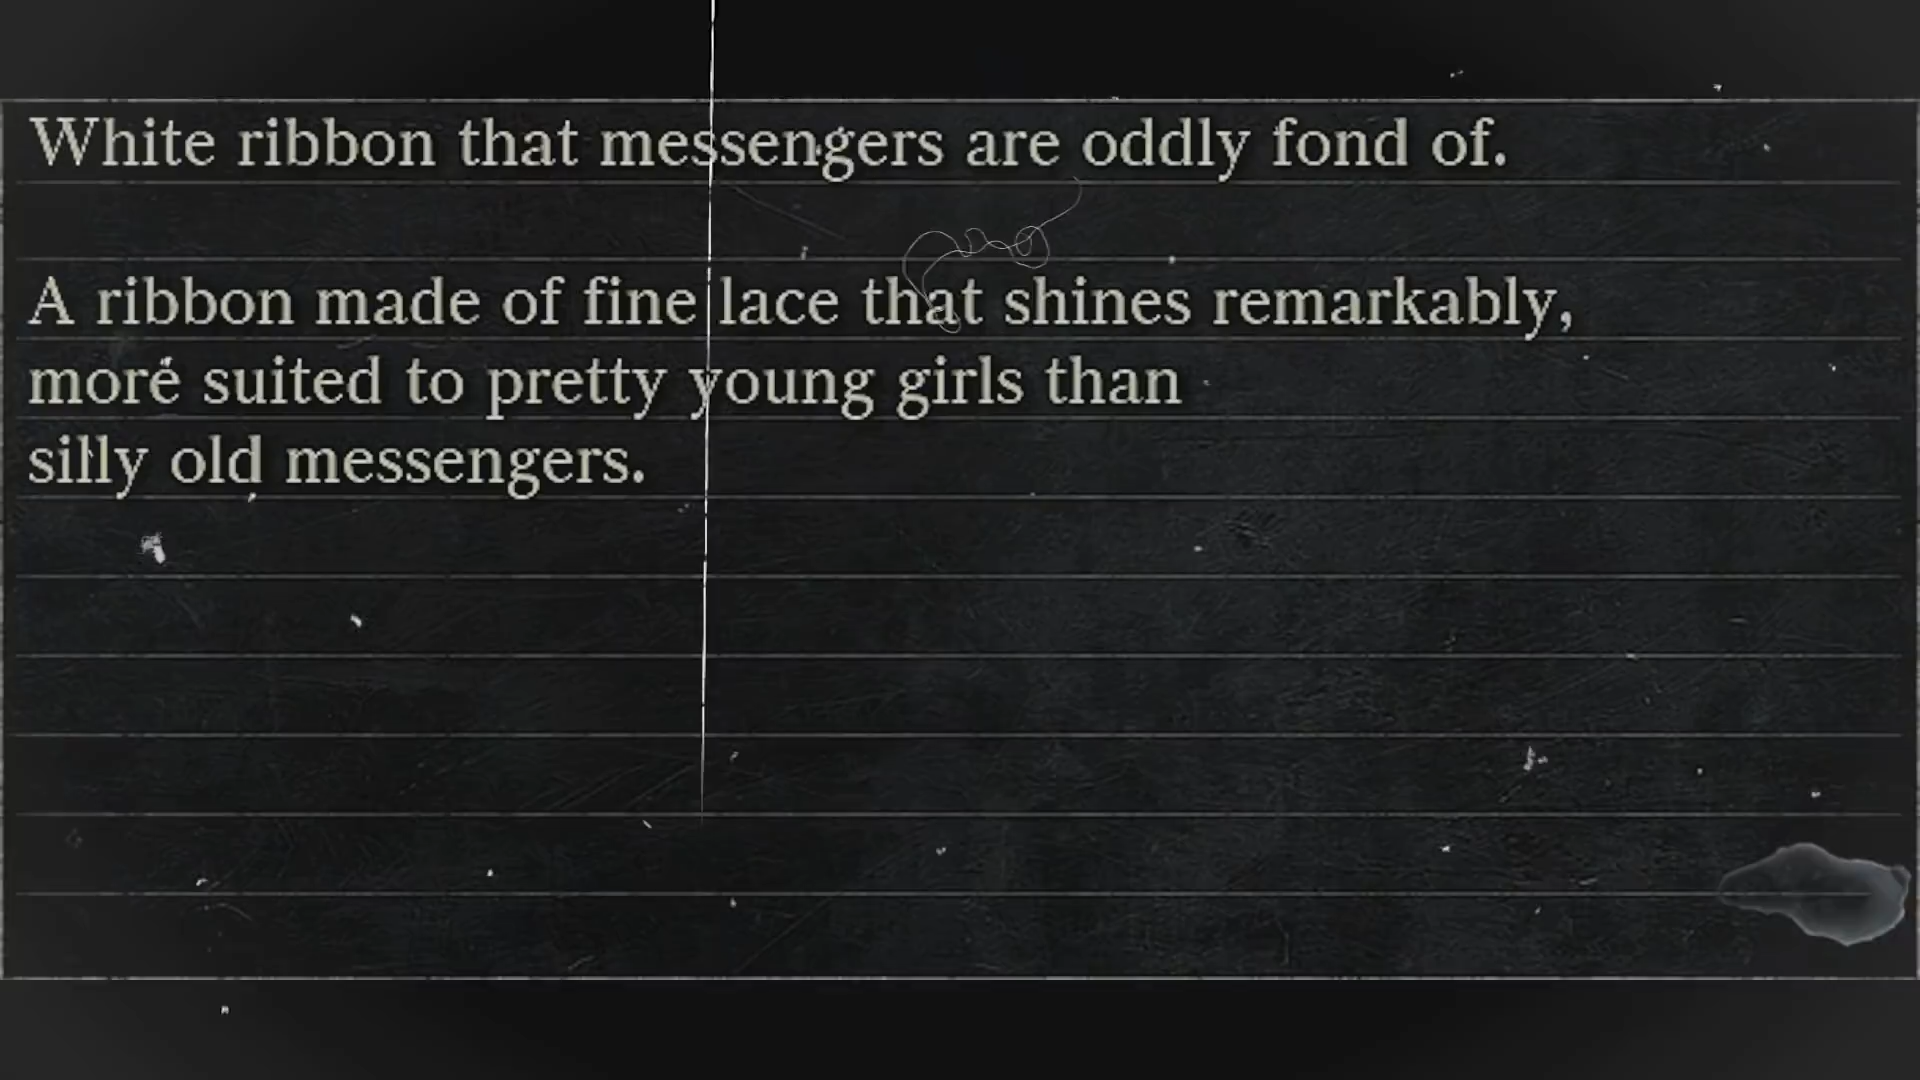 White ribbon that messengers are oddly fond of.
A ribbon made of fine lace that shines remarkably,
more suited to pretty young girls than
silly old messengers.